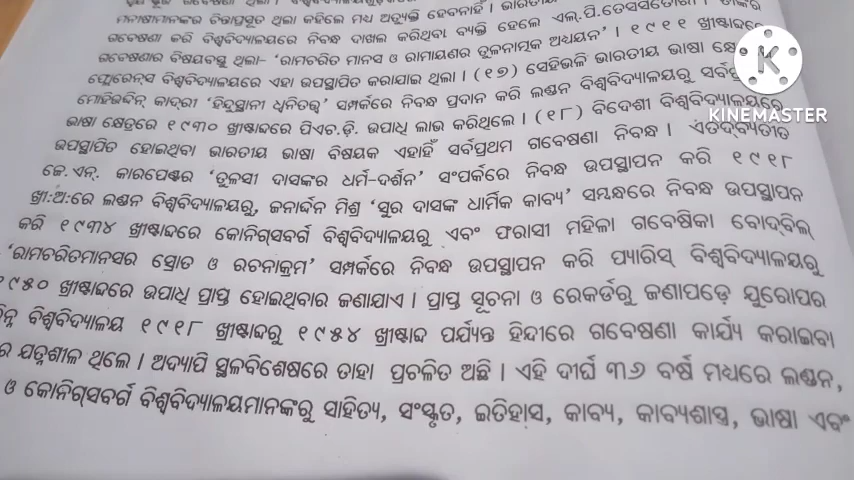 ମନୀଷୀମାନଙ୍କର ଚିନ୍ତାପ୍ରସୂତ ଥିଲା କହିଲେ ମଧ୍ୟ ଅତ୍ୟୁକ୍ତି ହେବନାହିଁ । ଭାରତୀୟ
ଗବେଷଣା କରି ବିଶ୍ୱବିଦ୍ୟାଳୟରେ ନିବନ୍ଧ ଦାଖଲ କରିଥିବା ବ୍ୟକ୍ତି ହେଲେ ଏଲ୍.ପି.ତେସସିତୋରୀ ।
ଗବେଷଣାର ବିଷୟବସ୍ତୁ ଥିଲା- 'ରାମଚରିତ ମାନସ ଓ ରାମାୟଣର ତୁଳନାତ୍ମକ ଅଧ୍ୟୟନ' । ୧୯୧୧ ଖ୍ରୀଷ୍ଟାବ୍ଦରେ
ଫ୍ଲୋରେନ୍ସ ବିଶ୍ୱବିଦ୍ୟାଳୟରେ ଏହା ଉପସ୍ଥାପିତ କରାଯାଇ ଥିଲା । (୧୭) ସେହିଭଳି ଭାରତୀୟ ଭାଷା
ମୋହିଉଦ୍ଦିନ୍ କାଦ୍ରୀ 'ହିନ୍ଦୁସ୍ଥାନୀ ଧ୍ୱନିତତ୍ତ୍ୱ' ସମ୍ପର୍କରେ ନିବନ୍ଧ ପ୍ରଦାନ କରି ଲଣ୍ଡନ ବିଶ୍ୱବିଦ୍ୟାଳୟରୁ
ଭାଷା କ୍ଷେତ୍ରରେ ୧୯୩୦ ଖ୍ରୀଷ୍ଟାବ୍ଦରେ ପିଏଚ.ଡ଼ି. ଉପାଧି ଲାଭ କରିଥିଲେ । (୧୮) ବିଦେଶୀ ବିଶ୍ୱବିଦ୍ୟାଳୟରେ
ଉପସ୍ଥାପିତ ହୋଇଥିବା ଭାରତୀୟ ଭାଷା ବିଷୟକ ଏହାହିଁ ସର୍ବପ୍ରଥମ ଗବେଷଣା ନିବନ୍ଧ । ଏତଦ୍‌ବ୍ୟତୀତ
ଜେ.ଏନ୍. କାରପେଣ୍ଟର 'ତୁଳସୀ ଦାସଙ୍କର ଧର୍ମ-ଦର୍ଶନ' ସଂପର୍କରେ ନିବନ୍ଧ ଉପସ୍ଥାପନ କରି ୧୯୧୮
ଖ୍ରୀ:ଅ:ରେ ଲଣ୍ଡନ ବିଶ୍ୱବିଦ୍ୟାଳୟରୁ, ଜନାର୍ଦ୍ଦନ ମିଶ୍ର 'ସୁର ଦାସଙ୍କ ଧାର୍ମିକ କାବ୍ୟ' ସମ୍ବନ୍ଧରେ ନିବନ୍ଧ ଉପସ୍ଥାପନ
କରି ୧୯୩୪ ଖ୍ରୀଷ୍ଟାବ୍ଦରେ କୋନିଗ୍‌ସବର୍ଗ ବିଶ୍ୱବିଦ୍ୟାଳୟରୁ ଏବଂ ଫରାସୀ ମହିଳା ଗବେଷିକା ବୋଦ୍‌ବିଲ୍
'ରାମଚରିତମାନସର ସ୍ରୋତ ଓ ରଚନାକ୍ରମ' ସମ୍ପର୍କରେ ନିବନ୍ଧ ଉପସ୍ଥାପନ କରି ପ୍ୟାରିସ୍ ବିଶ୍ୱବିଦ୍ୟାଳୟରୁ
୧୯୫୦ ଖ୍ରୀଷ୍ଟାବ୍ଦରେ ଉପାଧି ପ୍ରାପ୍ତ ହୋଇଥିବାର ଜଣାଯାଏ । ପ୍ରାପ୍ତ ସୂଚନା ଓ ରେକର୍ଡରୁ ଜଣାପଡ଼େ ଯୁରୋପର
ବିଶ୍ୱବିଦ୍ୟାଳୟ ୧୯୧୮ ଖ୍ରୀଷ୍ଟାବ୍ଦରୁ ୧୯୫୪ ଖ୍ରୀଷ୍ଟାବ୍ଦ ପର୍ଯ୍ୟନ୍ତ ହିନ୍ଦୀରେ ଗବେଷଣା କାର୍ଯ୍ୟ କରାଇବା
ଯତ୍ନଶୀଳ ଥିଲେ । ଅଦ୍ୟାପି ସ୍ଥଳବିଶେଷରେ ତାହା ପ୍ରଚଳିତ ଅଛି । ଏହି ଦୀର୍ଘ ୩୬ ବର୍ଷ ମଧ୍ୟରେ ଲଣ୍ଡନ,
ଓ କୋନିଗ୍‌ସବର୍ଗ ବିଶ୍ୱବିଦ୍ୟାଳୟମାନଙ୍କରୁ ସାହିତ୍ୟ, ସଂସ୍କୃତ, ଇତିହାସ, କାବ୍ୟ, କାବ୍ୟଶାସ୍ତ୍ର, ଭାଷା ଏବଂ
KINEMASTER